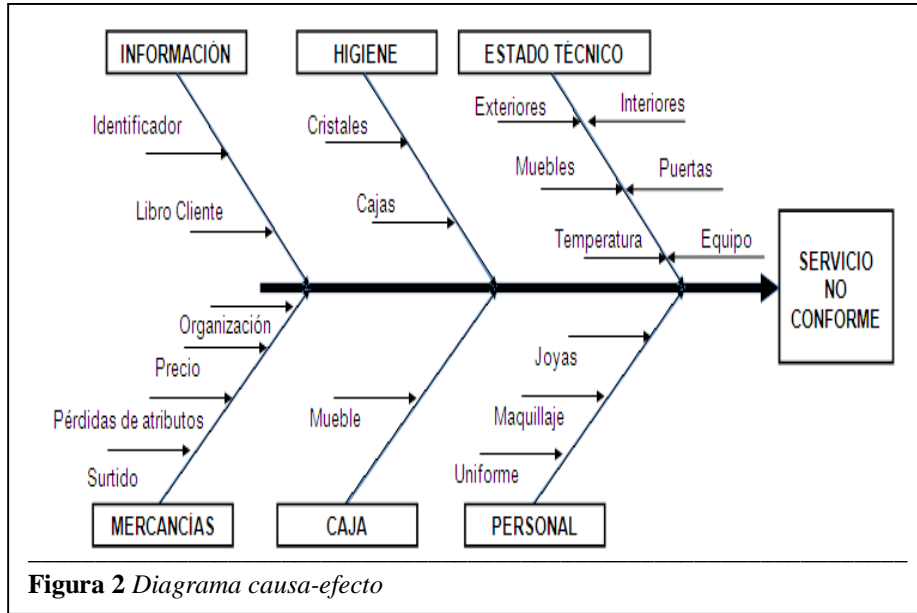 INFORMACIÓN
HIGIENE
ESTADO TÉCNICO
Exteriores
Interiores
Identificador
Cristales
Muebles
Puertas
Libro Cliente
Cajas
Temperatura
Equipo
SERVICIO
NO
CONFORME
Organización
Joyas
Precio
Mueble
Maquillaje
Pérdidas de atributos
Uniforme
Surtido
MERCANCÍAS
CAJA
PERSONAL
Figura 2 Diagrama causa-efecto